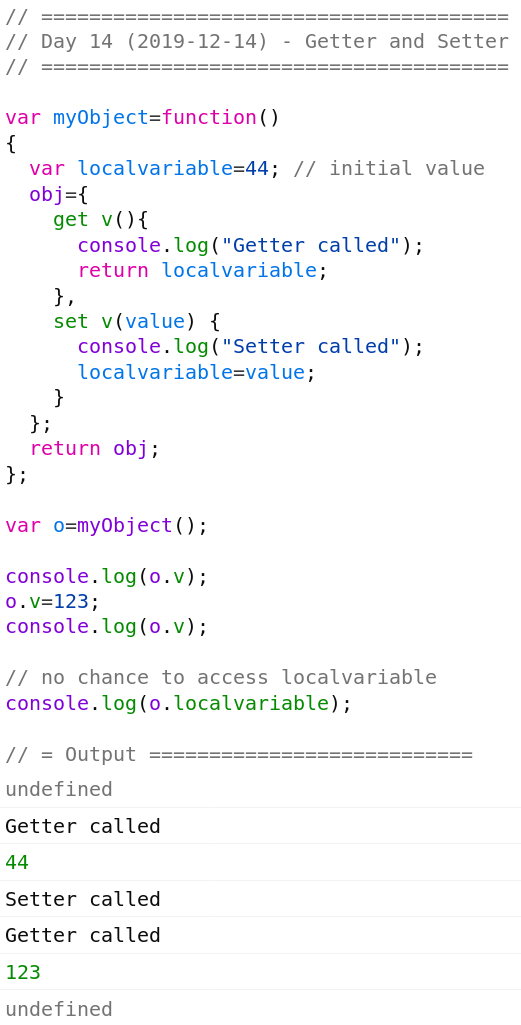 // =======================================
// Day 14 (2019-12-14) - Getter and Setter
// =======================================

var myObject=function()
{
  var localvariable=44; // initial value
  obj={
    get v(){
      console.log("Getter called");
      return localvariable;
    },
    set v(value) {
      console.log("Setter called");
      localvariable=value;
    }
  };
  return obj;
};

var o=myObject();

console.log(o.v);
o.v=123;
console.log(o.v);

// no chance to access localvariable
console.log(o.localvariable);

// = Output ===========================
undefined
Getter called
44
Setter called
Getter called
123
undefined